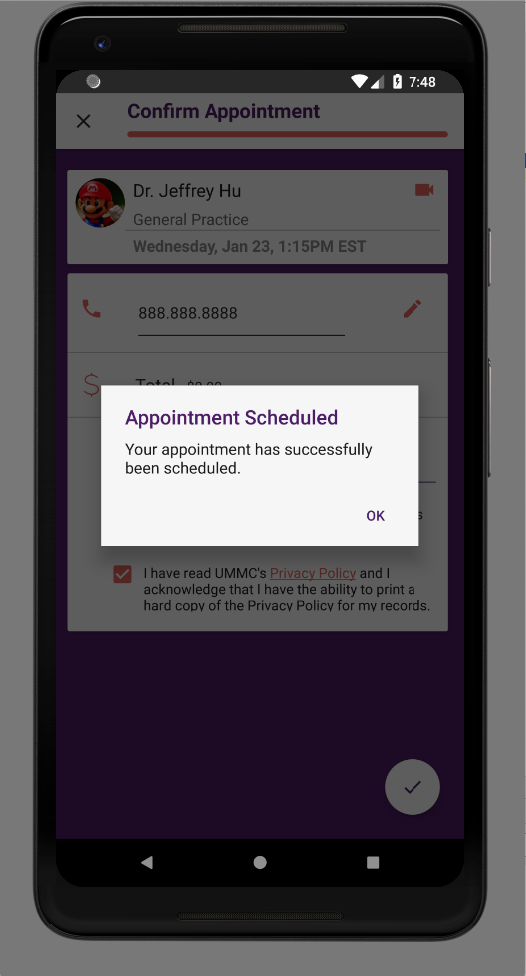 7:48
Confirm Appointment
Dr. Jeffrey Hu
General Practice
Wednesday, Jan 23, 1:15PM EST
888.888.8888
Total
Appointment Scheduled
Your appointment has successfully
been scheduled.
OK
s
I have read UMMC's Privacy Policy and I
acknowledge that I have the ability to print a
hard copy of the Privacy Policy for my records.